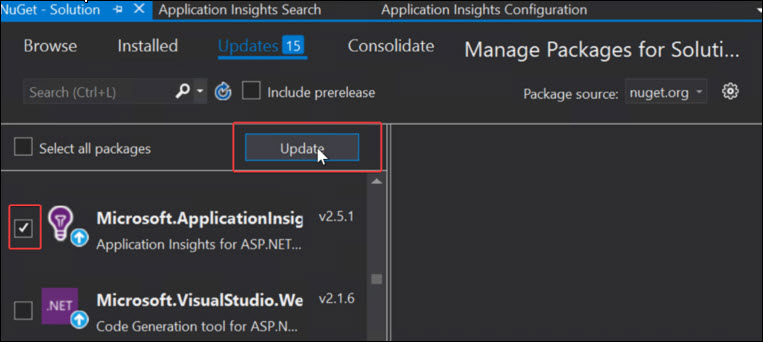 NuGet - Solution Application Insights Search Application Insights Configuration
Browse Installed Updates 15 Consolidate Manage Packages for Soluti...
Search (Ctrl+L) Include prerelease Package source: nuget.org
Select all packages Update
Microsoft.ApplicationInsig v2.5.1
Application Insights for ASP.NET...
.NET Microsoft.VisualStudio.We v2.1.6
Code Generation tool for ASP.N...